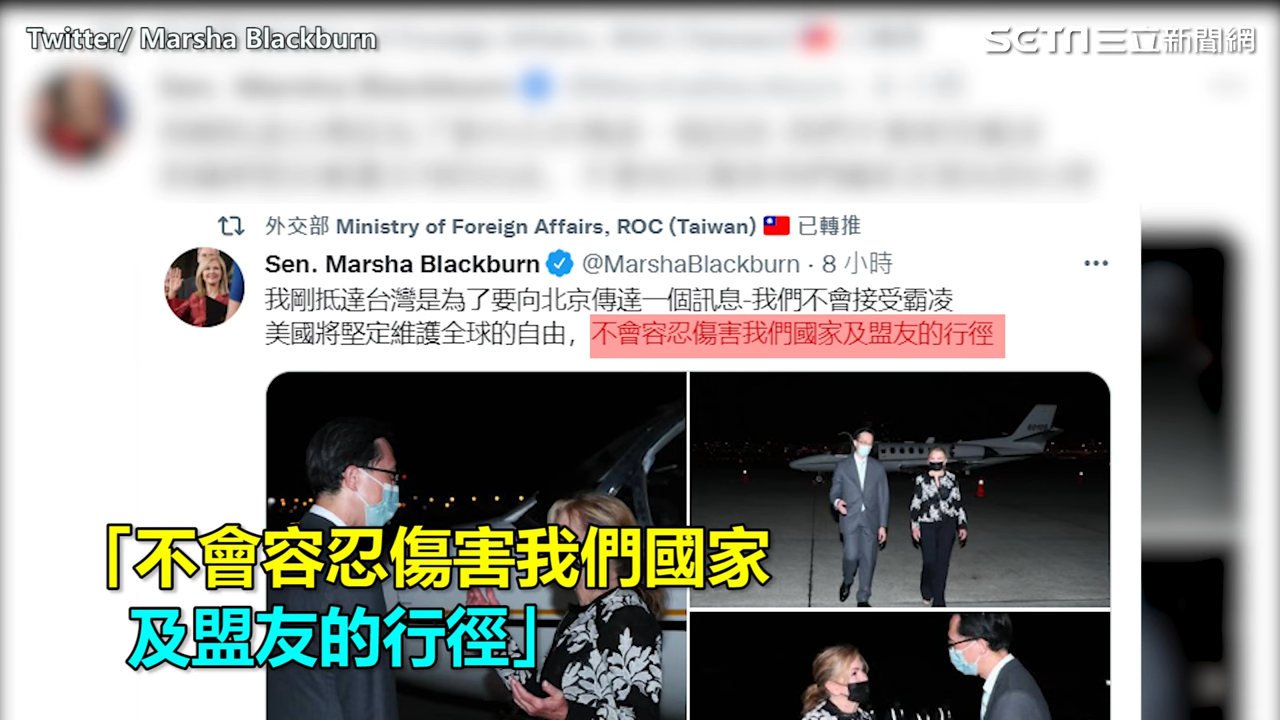 Twitter/ Marsha Blackburn
SETN三立新聞網
外交部 Ministry of Foreign Affairs, ROC (Taiwan) 🇹🇼 已轉推
Sen. Marsha Blackburn @MarshaBlackburn · 8 小時
我剛抵達台灣是為了要向北京傳達一個訊息-我們不會接受霸凌
美國將堅定維護全球的自由，不會容忍傷害我們國家及盟友的行徑
「不會容忍傷害我們國家
及盟友的行徑」